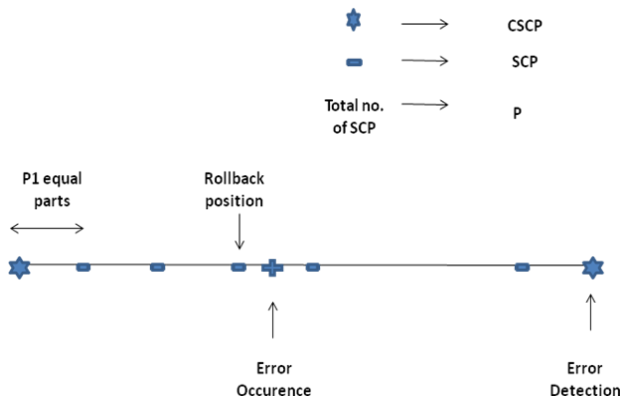 CSCP
SCP
Total no.
of SCP
P
P1 equal
parts
Rollback
position
Error
Occurence
Error
Detection